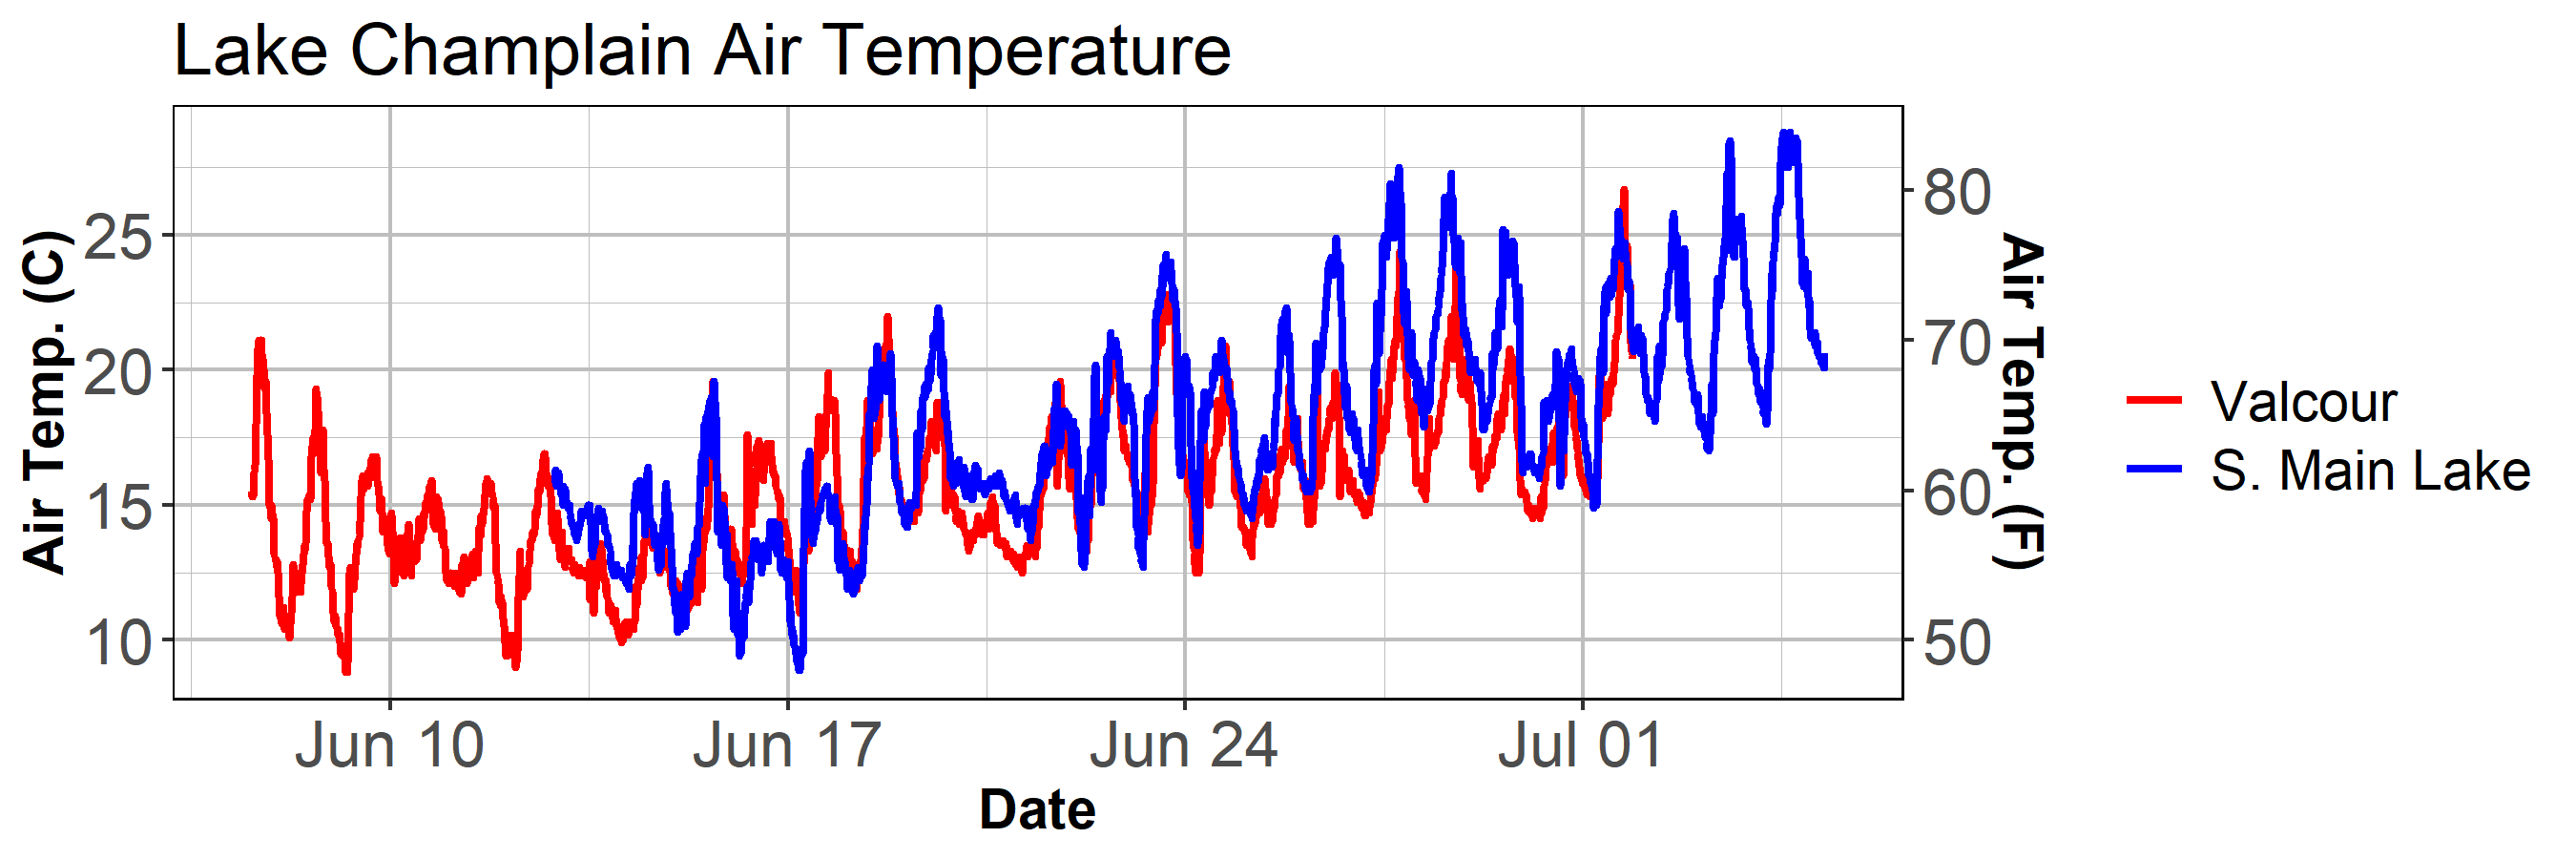 Lake Champlain Air Temperature
Air Temp. (C)
25
20
15
10
80
70
60
50
Air Temp. (F)
Jun 10
Jun 17
Jun 24
Jul 01
Date
Valcour
S. Main Lake